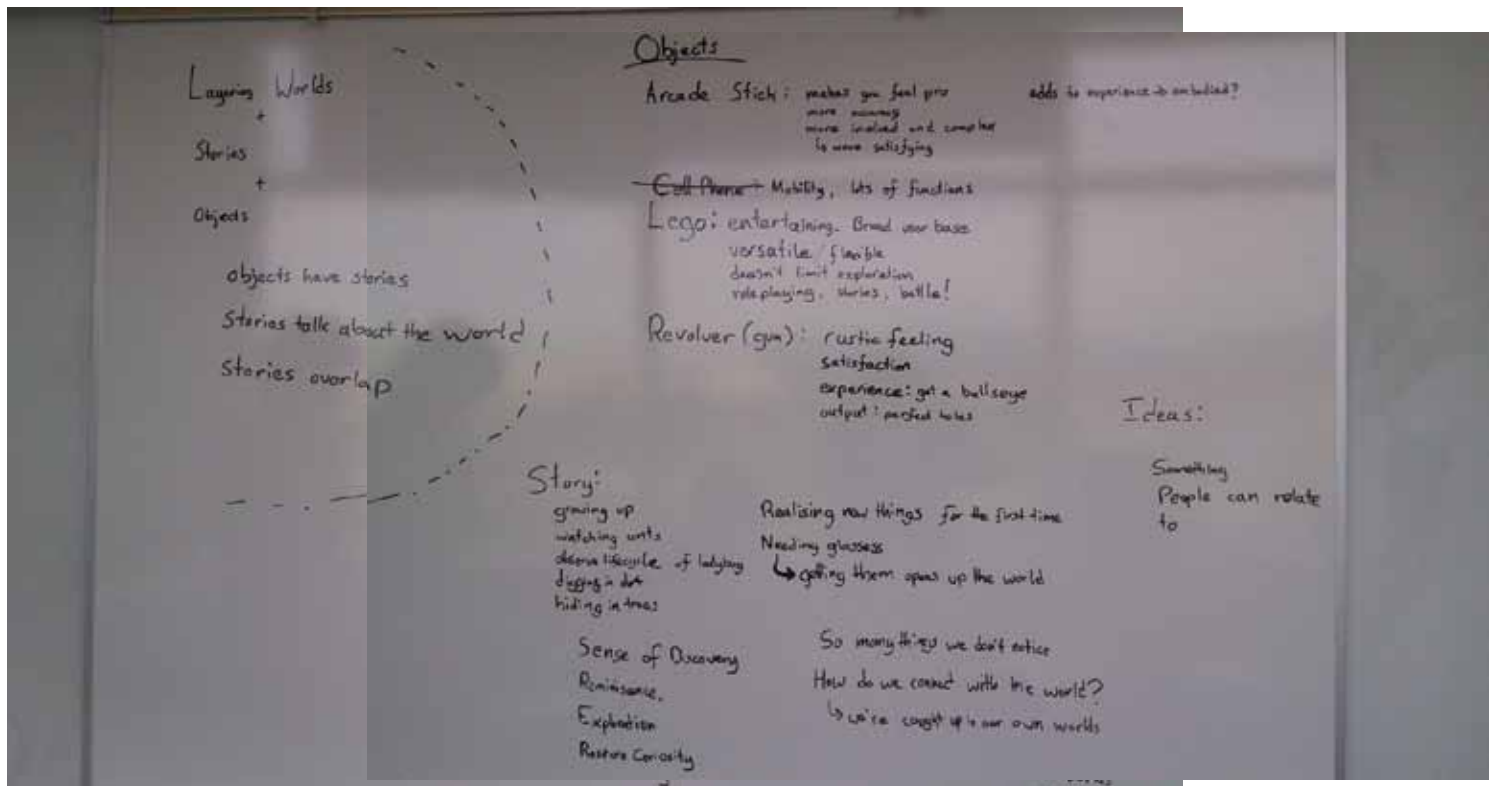 Layering Worlds
+
Stories
+
Objects
objects have stories
Stories talk about the world
Stories overlap
Objects
Arcade Stick: makes you feel pro
more
more involved and complex
is more satisfying
adds to experience → embodied?
Cell Phone: Mobility, lots of functions
Lego: entertaining. Broad user base
versatile / flexible
doesn't limit exploration
roleplaying, stories, battle!
Revolver (gun): rustic feeling
satisfaction
experience: get a bullseye
output: perfect holes
Story:
growing up
watching ants
observe lifecycle of ladybug
digging in dirt
hiding in trees
Sense of Discovery
Reminisence.
Exploration
Restore Curiosity
Realising new things for the first time
Needing glassess
↳ getting them opens up the world
So many things we don't notice
How do we connect with the world?
↳ we're caught up in our own worlds
Ideas:
Something
People can relate
to